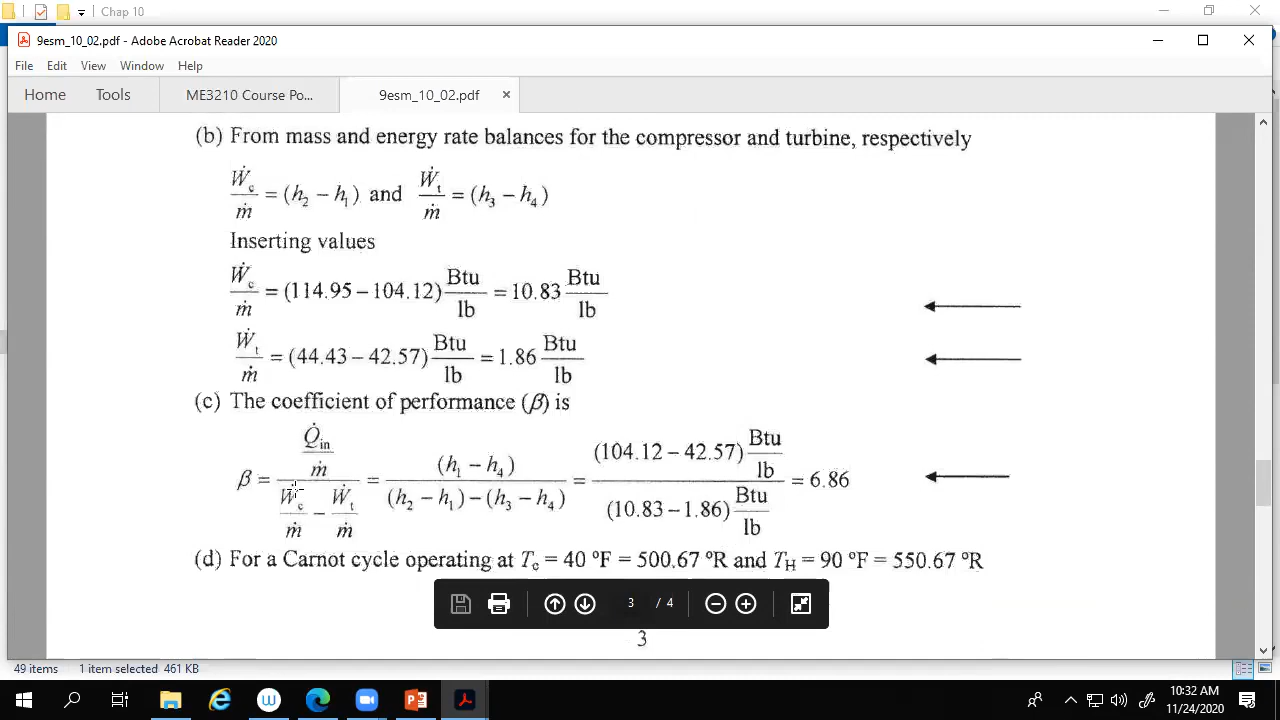 Chap 10
9esm_10_02.pdf - Adobe Acrobat Reader 2020
File Edit View Window Help
Home Tools ME3210 Course Po... 9esm_10_02.pdf ×
(b) From mass and energy rate balances for the compressor and turbine, respectively
Ẇc/ṁ = (h₂ − h₁) and Ẇt/ṁ = (h₃ − h₄)
Inserting values
Ẇc/ṁ = (114.95 − 104.12) Btu/lb = 10.83 Btu/lb
Ẇt/ṁ = (44.43 − 42.57) Btu/lb = 1.86 Btu/lb
(c) The coefficient of performance (β) is
β = (Q̇in/ṁ)/(Ẇc/ṁ − Ẇt/ṁ) = (h₁ − h₄)/((h₂ − h₁) − (h₃ − h₄)) = (104.12 − 42.57) Btu/lb / (10.83 − 1.86) Btu/lb = 6.86
(d) For a Carnot cycle operating at Tc = 40 °F = 500.67 °R and TH = 90 °F = 550.67 °R
3 / 4
3
49 items 1 item selected 461 KB
10:32 AM
11/24/2020